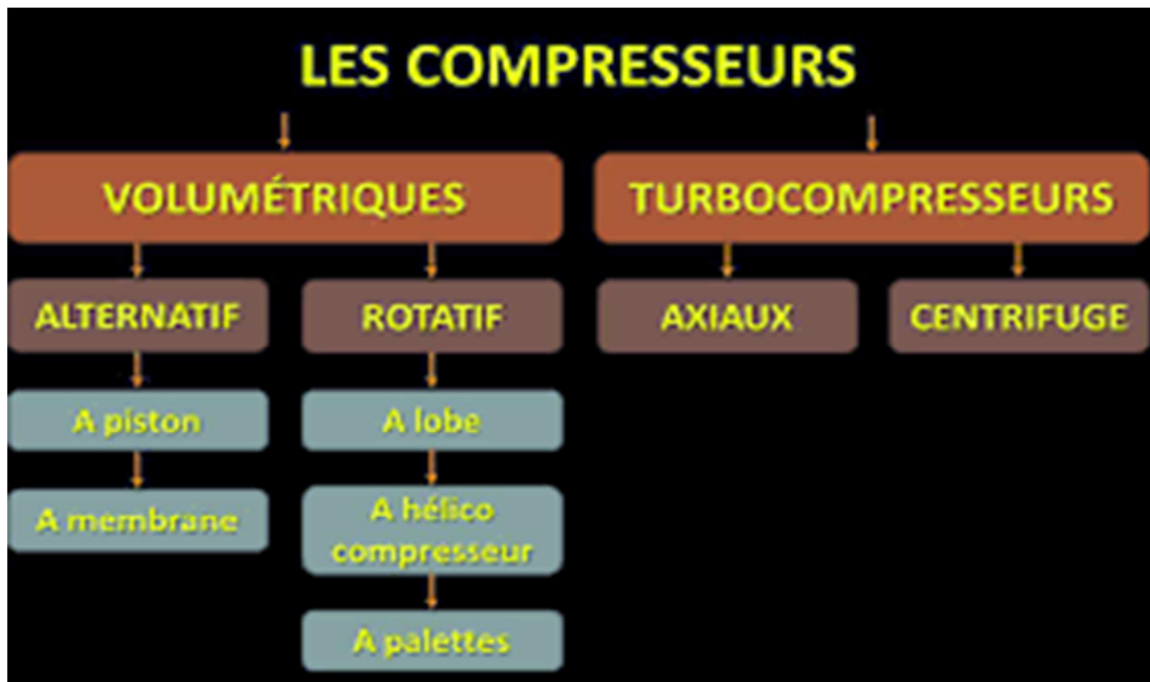 LES COMPRESSEURS
VOLUMÉTRIQUES
TURBOCOMPRESSEURS
ALTERNATIF
ROTATIF
AXIAUX
CENTRIFUGE
A piston
A lobe
A membrane
A hélico
compresseur
A palettes